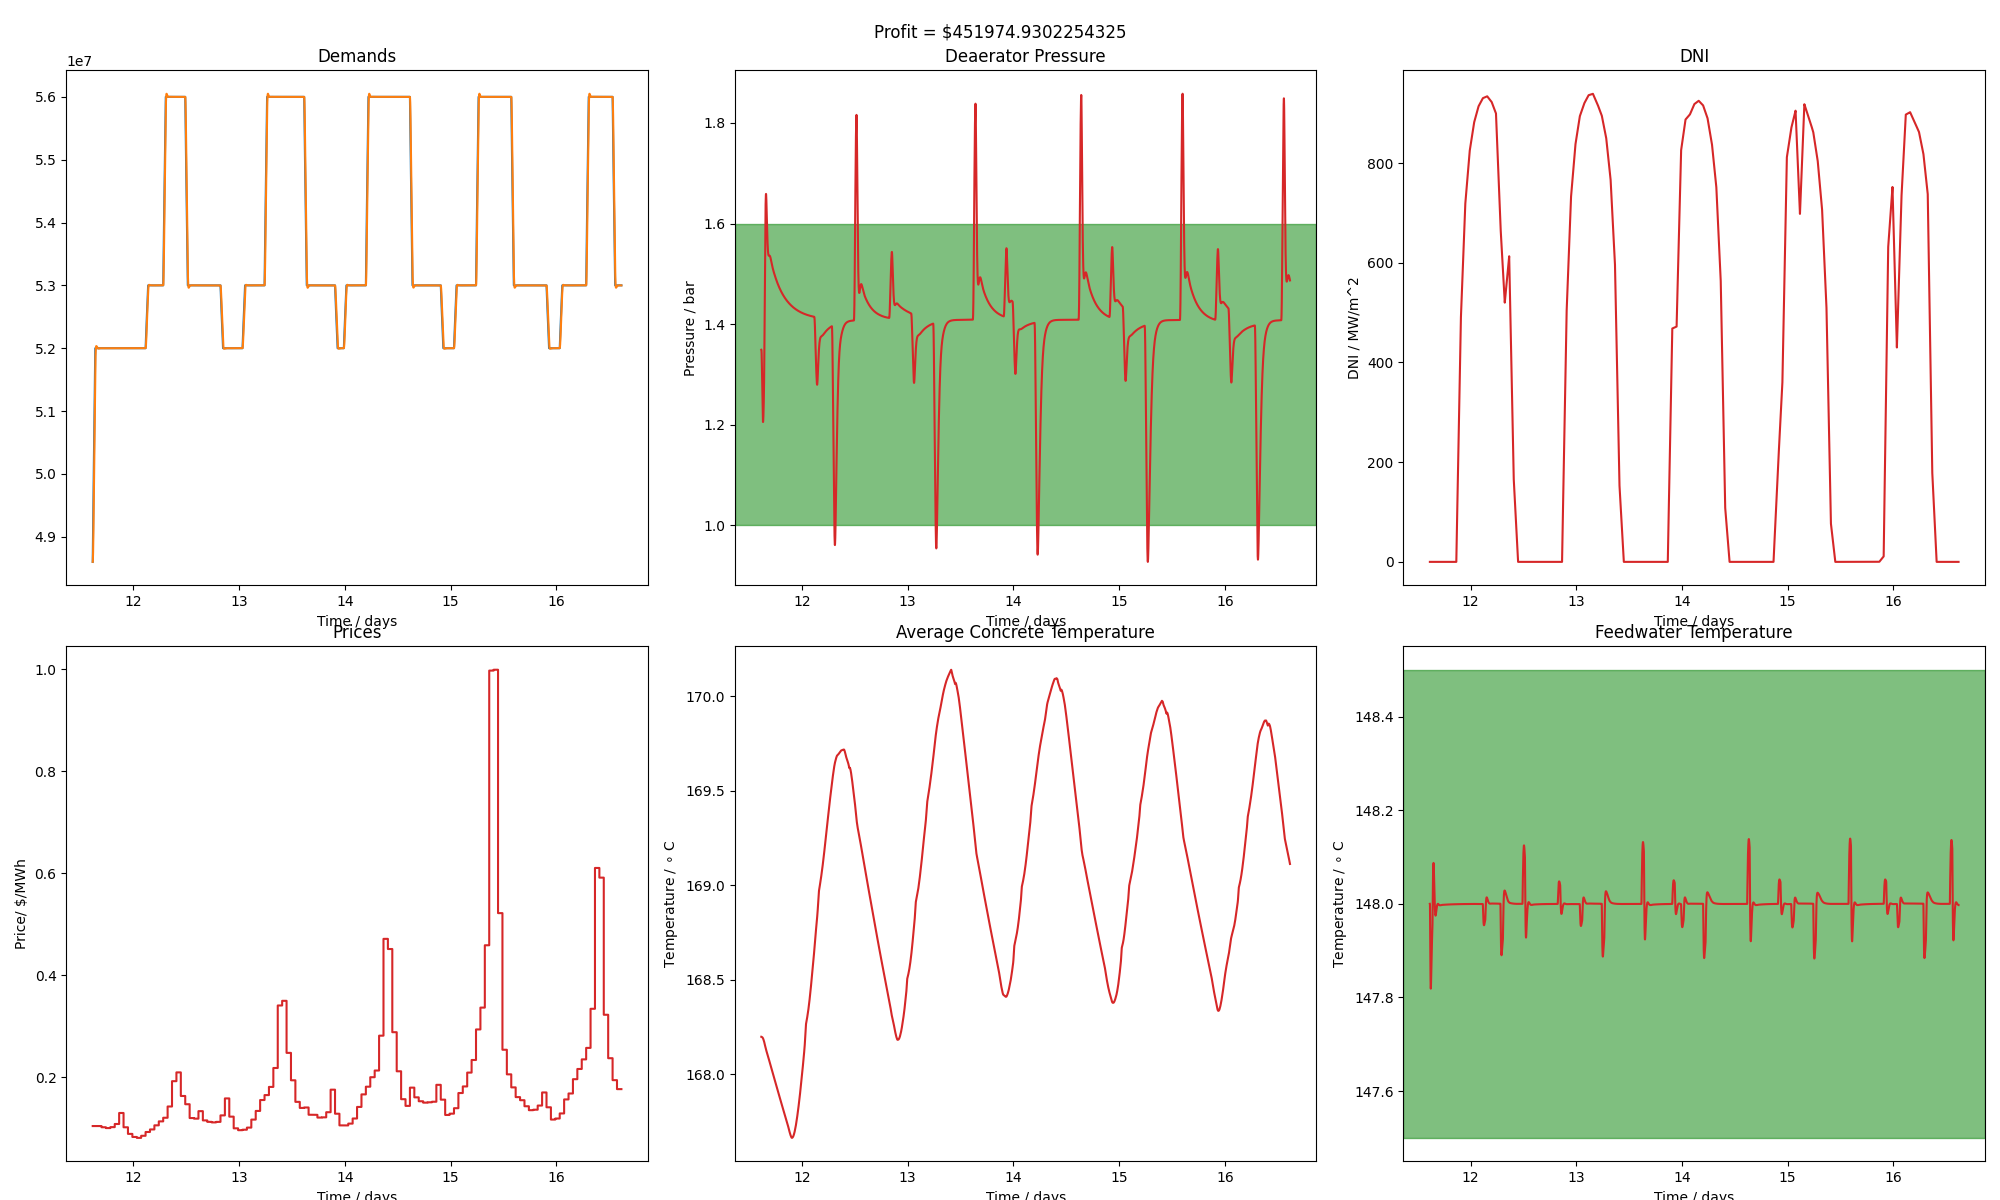 Profit = $451974.9302254325
Demands
1e7
5.6
5.5
5.4
5.3
5.2
5.1
5.0
4.9
12 13 14 15 16
Time / days
Deaerator Pressure
Pressure / bar
1.8
1.6
1.4
1.2
1.0
12 13 14 15 16
Time / days
DNI
DNI / MW/m^2
800
600
400
200
0
12 13 14 15 16
Time / days
Prices
Price/ $/MWh
1.0
0.8
0.6
0.4
0.2
12 13 14 15 16
Time / days
Average Concrete Temperature
Temperature / ∘ C
170.0
169.5
169.0
168.5
168.0
12 13 14 15 16
Time / days
Feedwater Temperature
Temperature / ∘ C
148.4
148.2
148.0
147.8
147.6
12 13 14 15 16
Time / days